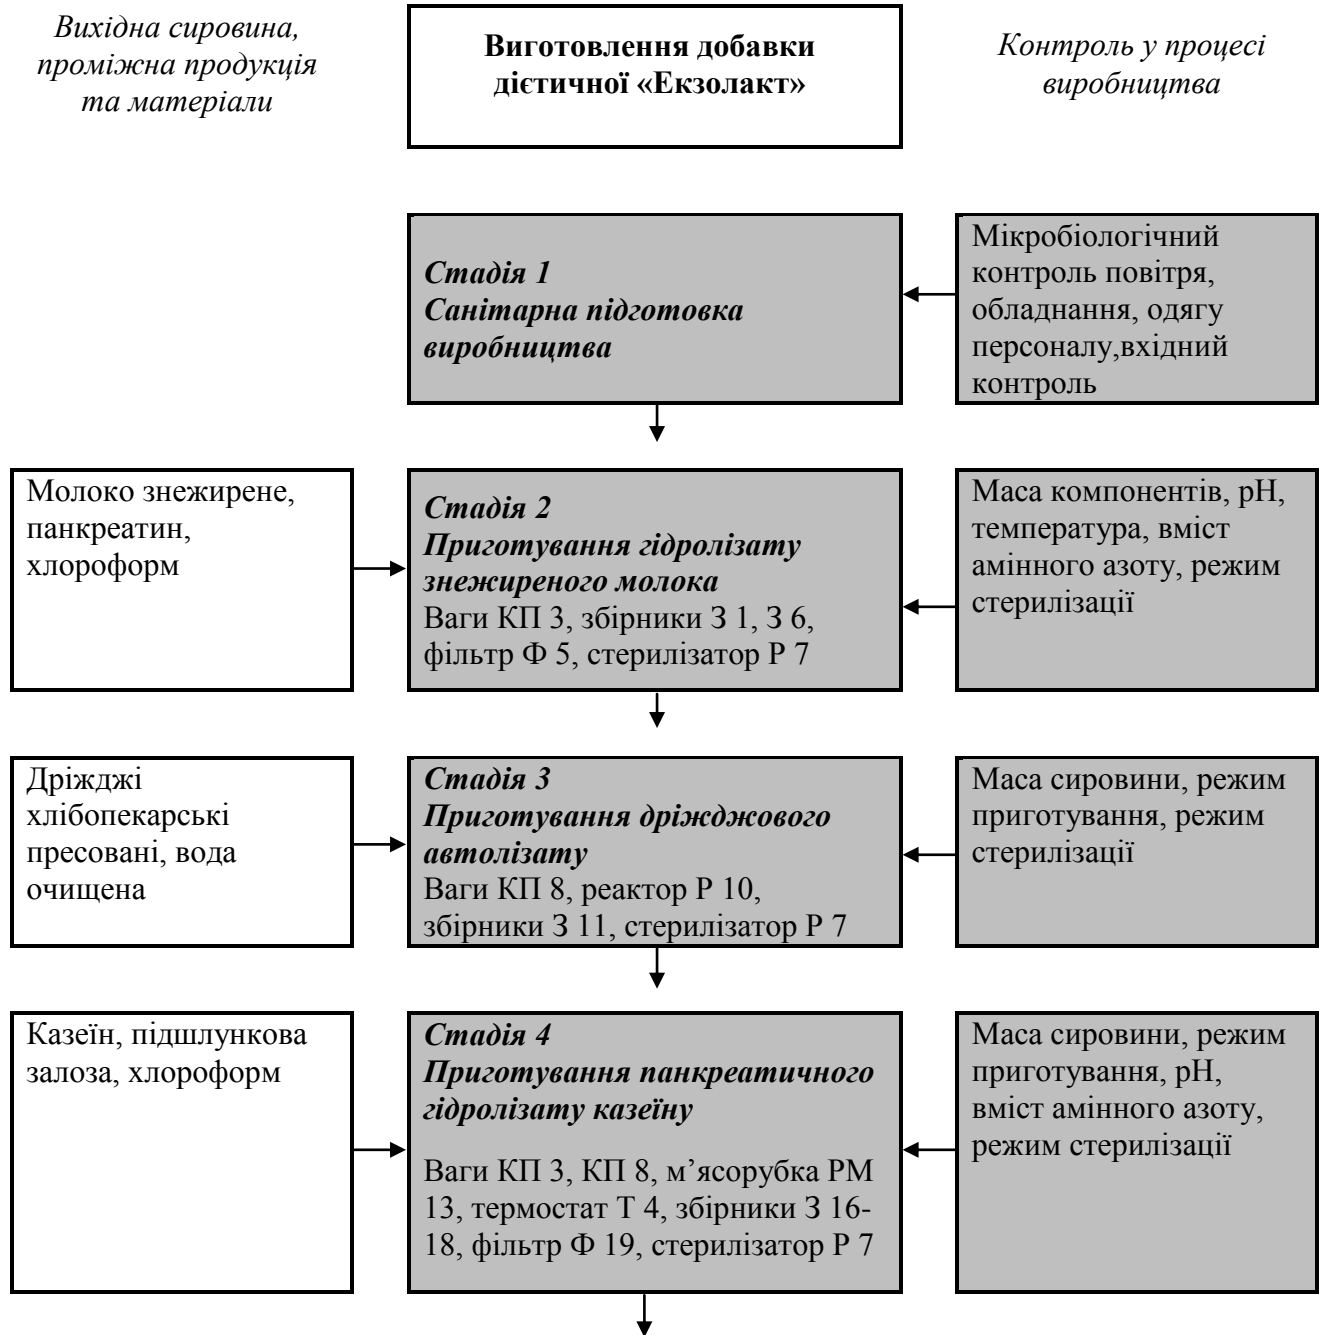 Вихідна сировина,
проміжна продукція
та матеріали
Виготовлення добавки
дієтичної «Екзолакт»
Контроль у процесі
виробництва
Стадія 1
Санітарна підготовка
виробництва
Мікробіологічний
контроль повітря,
обладнання, одягу
персоналу,вхідний
контроль
Молоко знежирене,
панкреатин,
хлороформ
Стадія 2
Приготування гідролізату
знежиреного молока
Ваги КП 3, збірники З 1, З 6,
фільтр Ф 5, стерилізатор Р 7
Маса компонентів, рН,
температура, вміст
амінного азоту, режим
стерилізації
Дріжджі
хлібопекарські
пресовані, вода
очищена
Стадія 3
Приготування дріжджового
автолізату
Ваги КП 8, реактор Р 10,
збірники З 11, стерилізатор Р 7
Маса сировини, режим
приготування, режим
стерилізації
Казеїн, підшлункова
залоза, хлороформ
Стадія 4
Приготування панкреатичного
гідролізату казеїну
Ваги КП 3, КП 8, м’ясорубка РМ
13, термостат Т 4, збірники З 16-
18, фільтр Ф 19, стерилізатор Р 7
Маса сировини, режим
приготування, рН,
вміст амінного азоту,
режим стерилізації